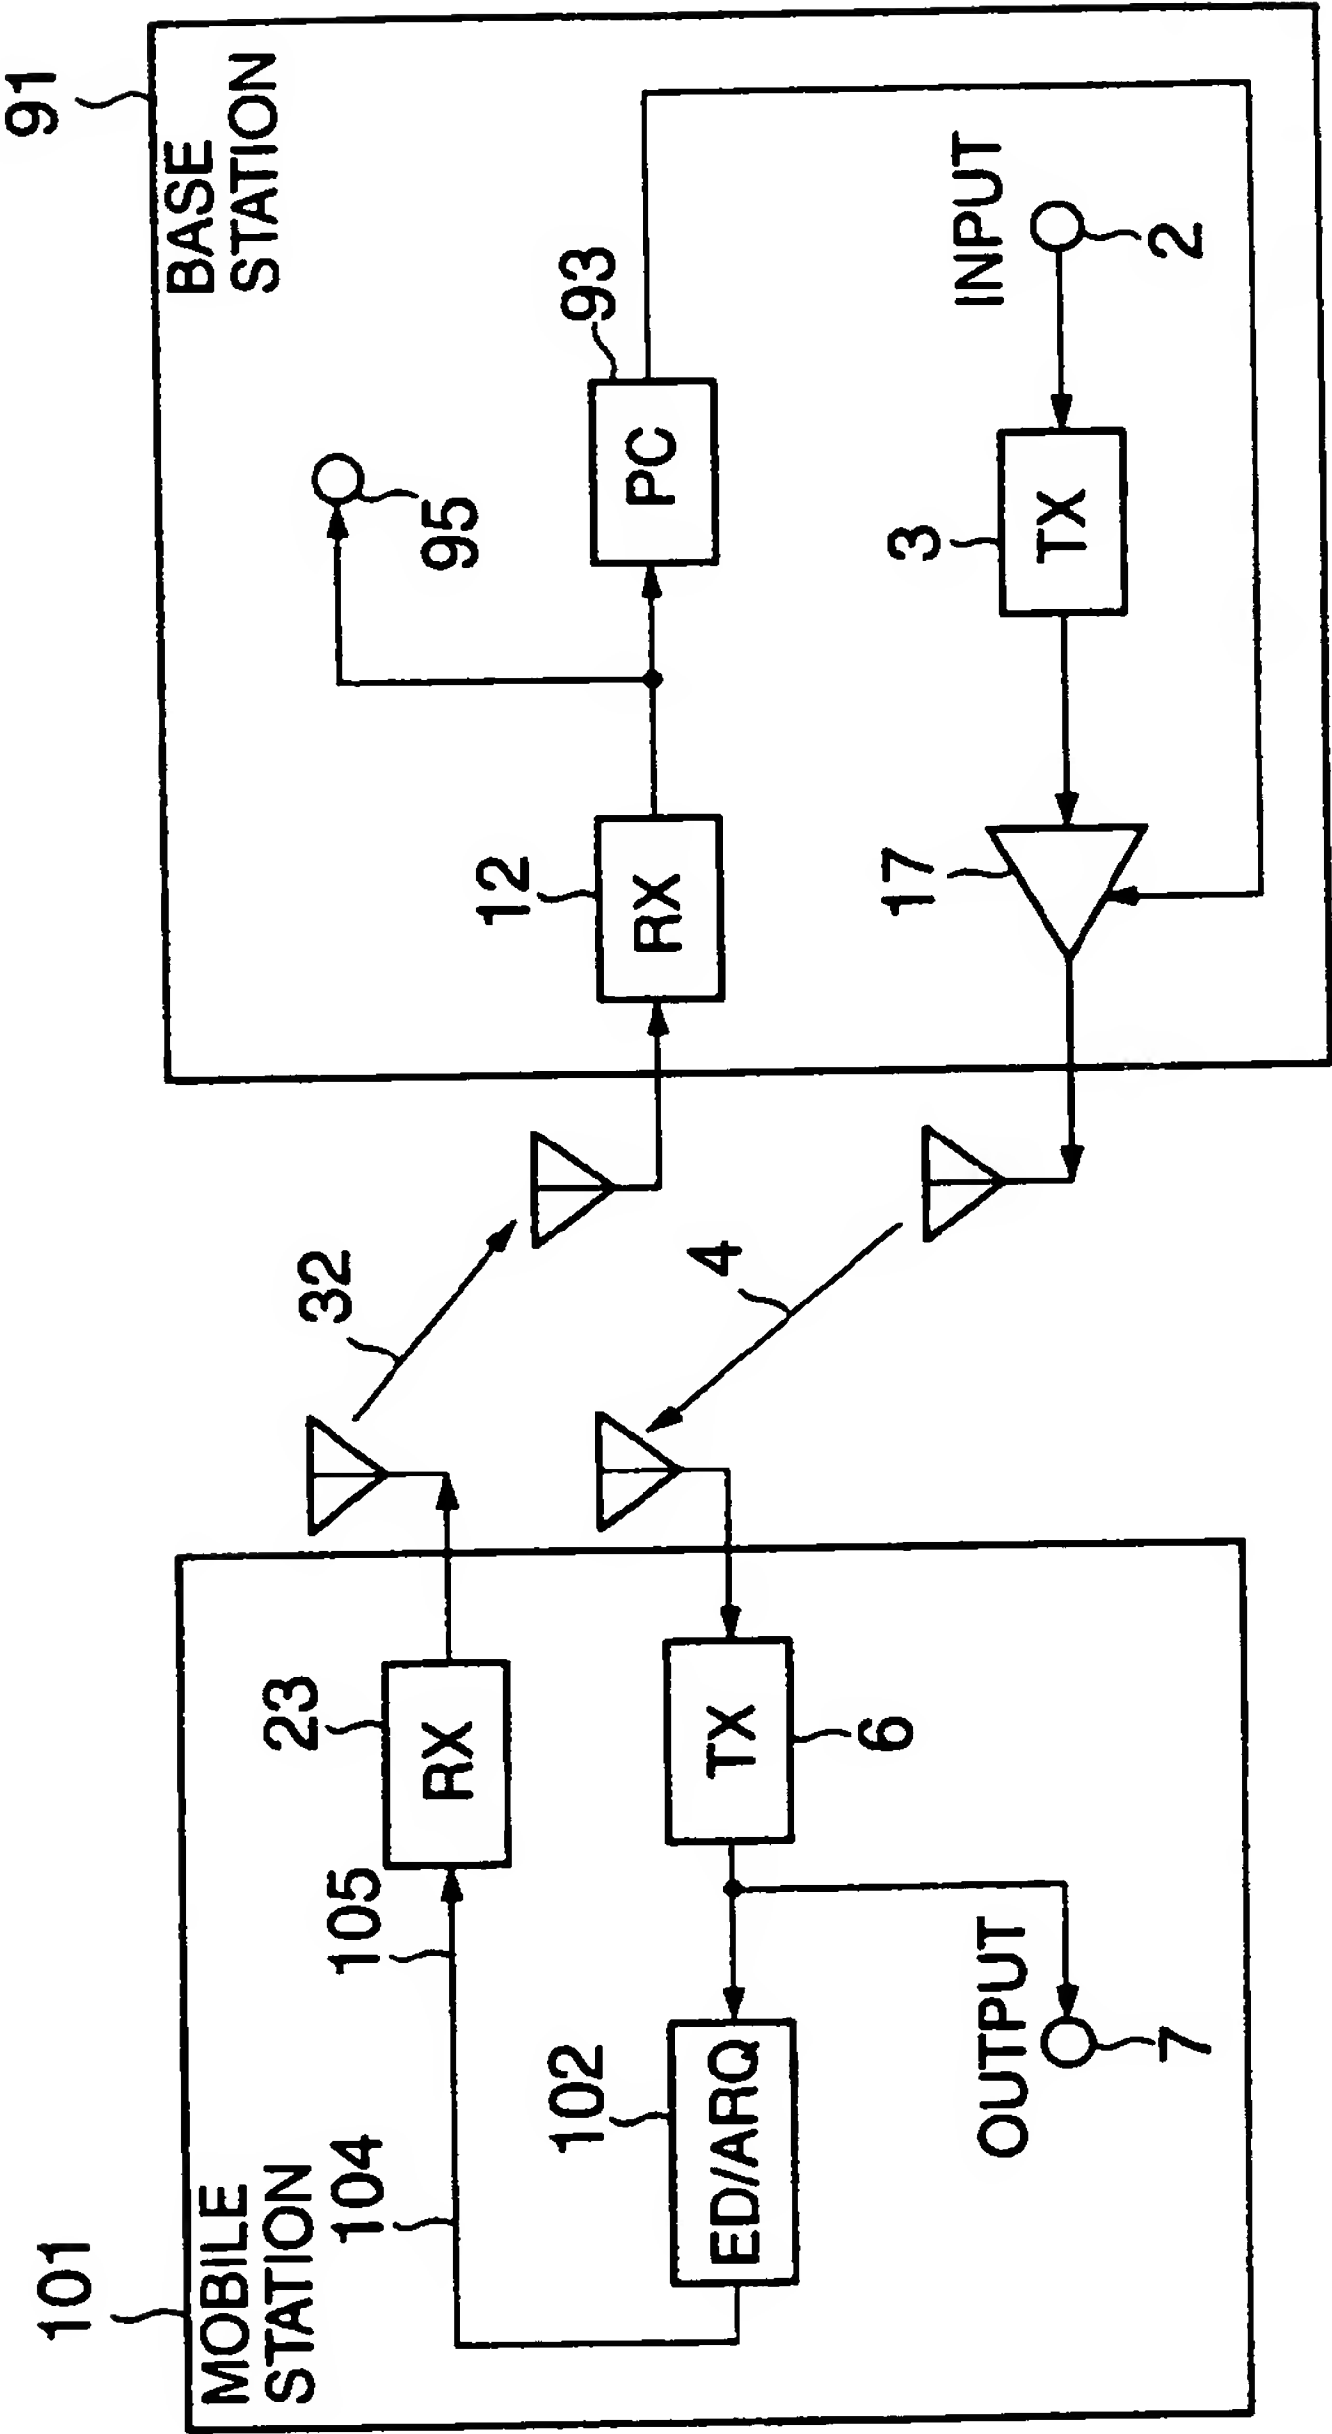 101
MOBILE
STATION
104
105
23
RX
102
ED/ARQ
TX
6
OUTPUT
7
32
4
91
BASE
STATION
12
RX
95
93
PC
17
3
TX
INPUT
2